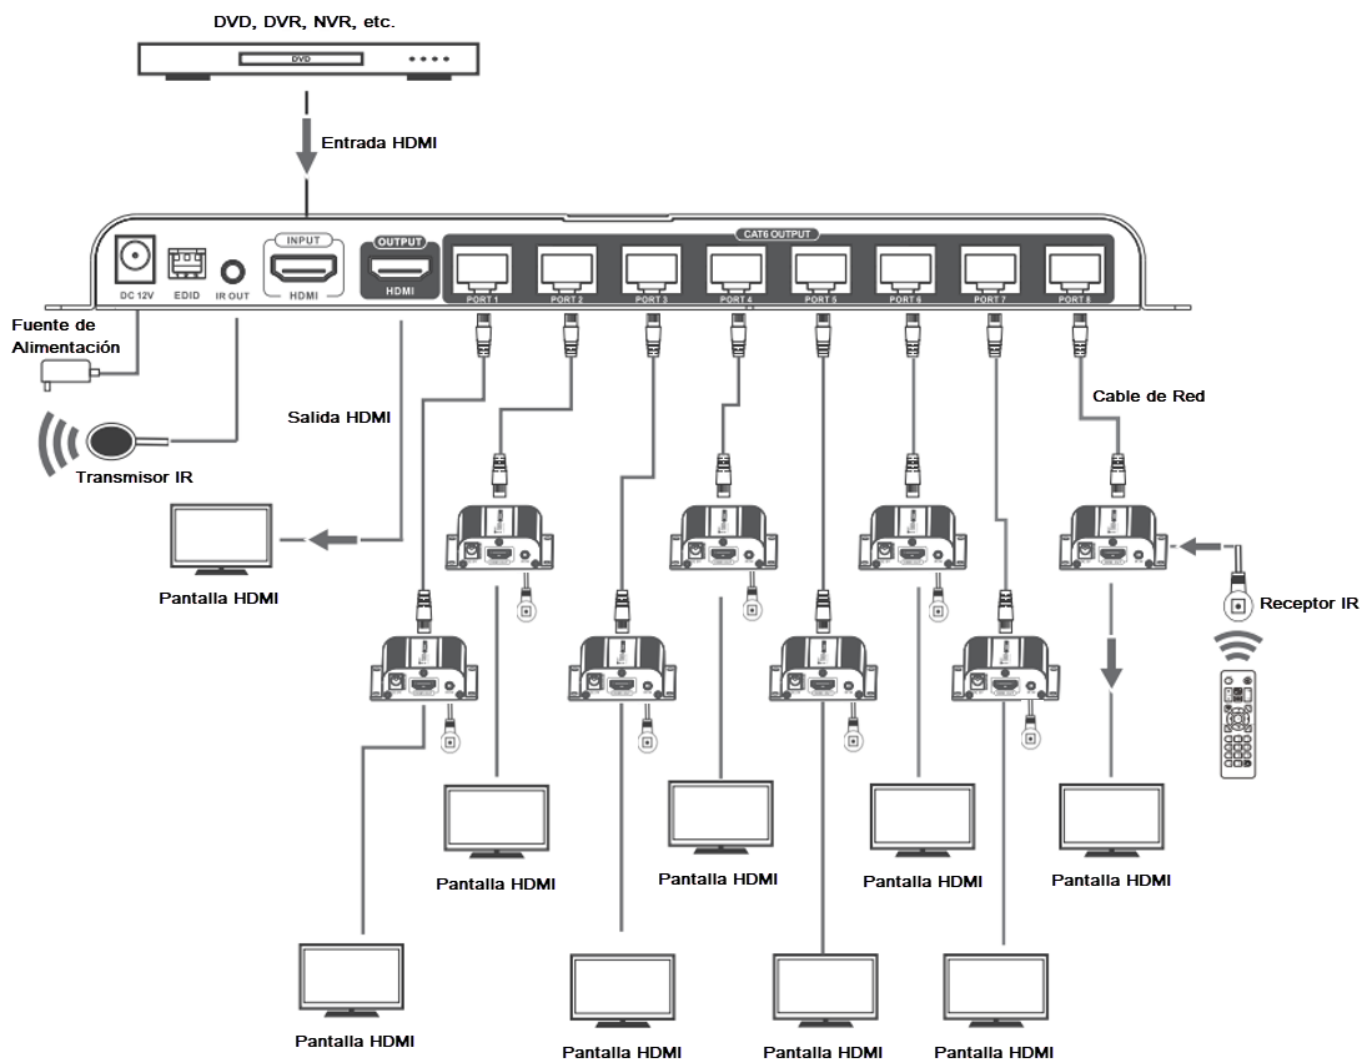 DVD, DVR, NVR, etc.
DVD
Entrada HDMI
INPUT
OUTPUT
CAT6 OUTPUT
HDMI
HDMI
DC 12V
EDID
IR OUT
PORT 1
PORT 2
PORT 3
PORT 4
PORT 5
PORT 6
PORT 7
PORT 8
Fuente de
Alimentación
Salida HDMI
Cable de Red
Transmisor IR
Pantalla HDMI
Receptor IR
Pantalla HDMI
Pantalla HDMI
Pantalla HDMI
Pantalla HDMI
Pantalla HDMI
Pantalla HDMI
Pantalla HDMI
Pantalla HDMI